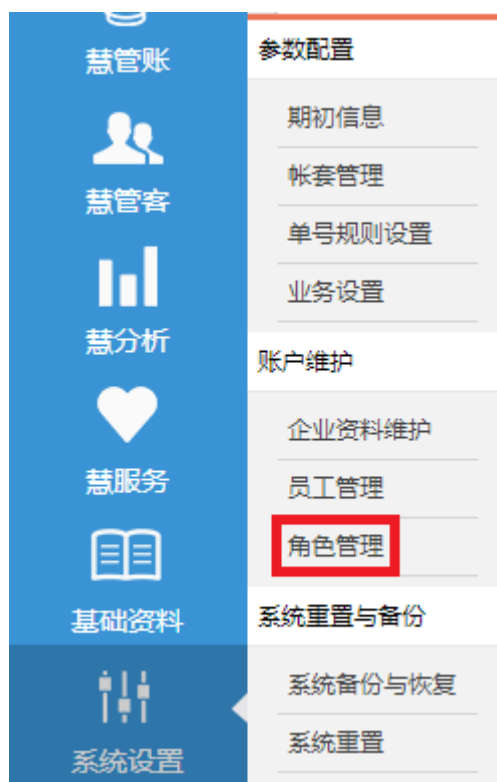 慧管账
慧管客
慧分析
慧服务
基础资料
系统设置
参数配置
期初信息
帐套管理
单号规则设置
业务设置
账户维护
企业资料维护
员工管理
角色管理
系统重置与备份
系统备份与恢复
系统重置